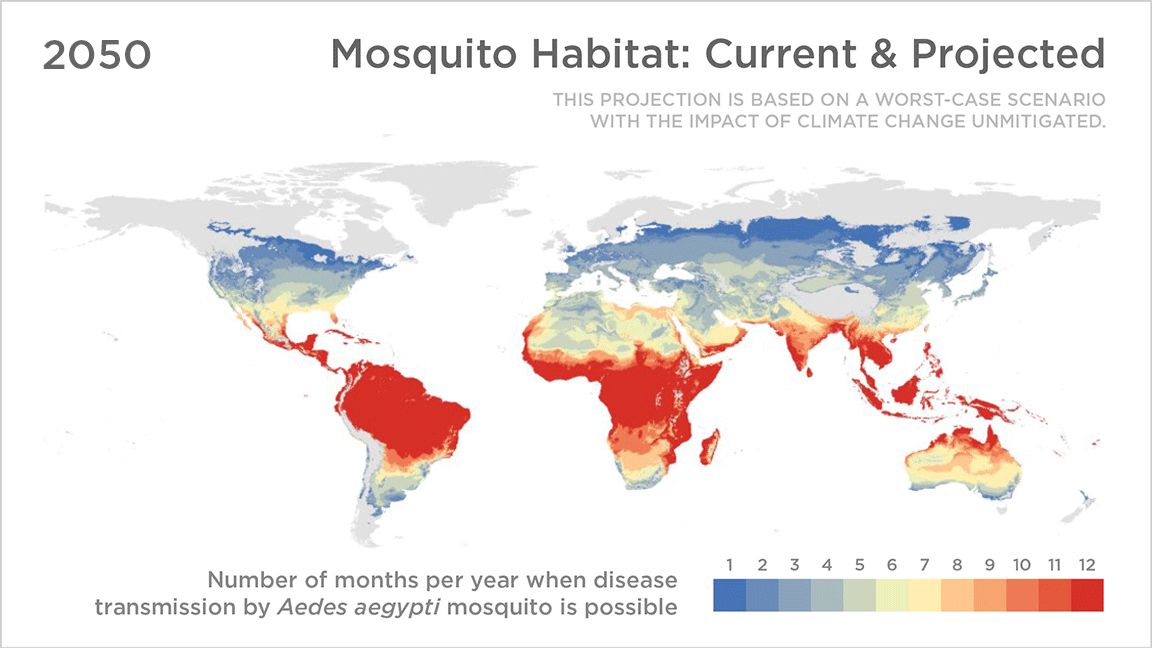 2050
Mosquito Habitat: Current & Projected
THIS PROJECTION IS BASED ON A WORST-CASE SCENARIO
WITH THE IMPACT OF CLIMATE CHANGE UNMITIGATED.
Number of months per year when disease
transmission by Aedes aegypti mosquito is possible
1 2 3 4 5 6 7 8 9 10 11 12